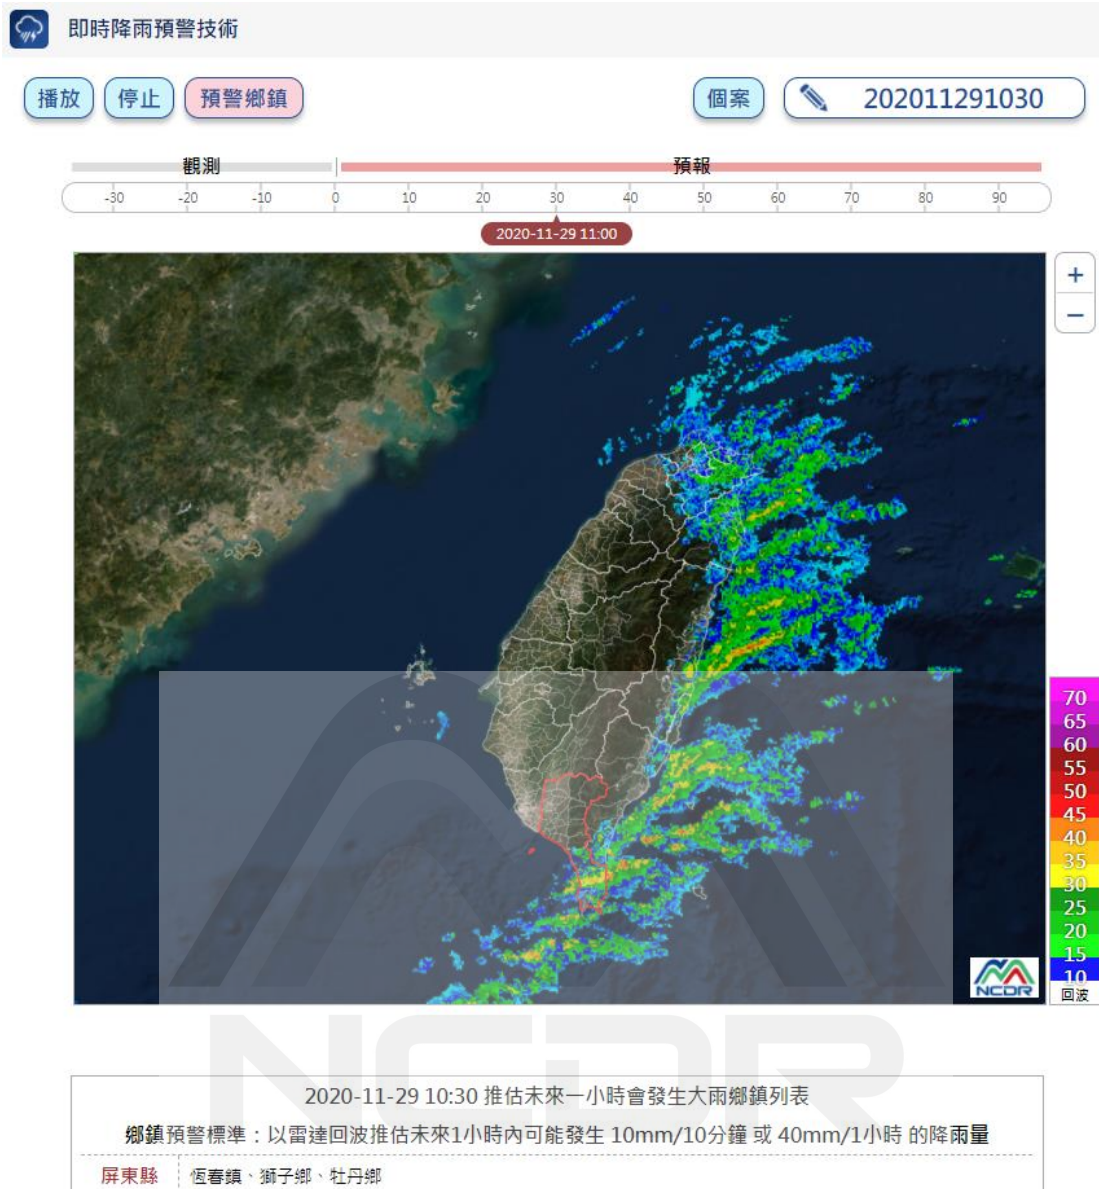 即時降雨預警技術
播放 停止 預警鄉鎮 個案 202011291030
觀測 預報
-30 -20 -10 0 10 20 30 40 50 60 70 80 90
2020-11-29 11:00
+
−
70
65
60
55
50
45
40
35
30
25
20
15
10
回波
NCDR
NCDR
2020-11-29 10:30 推估未來一小時會發生大雨鄉鎮列表
鄉鎮預警標準：以雷達回波推估未來1小時內可能發生 10mm/10分鐘 或 40mm/1小時 的降雨量
屏東縣 恆春鎮、獅子鄉、牡丹鄉